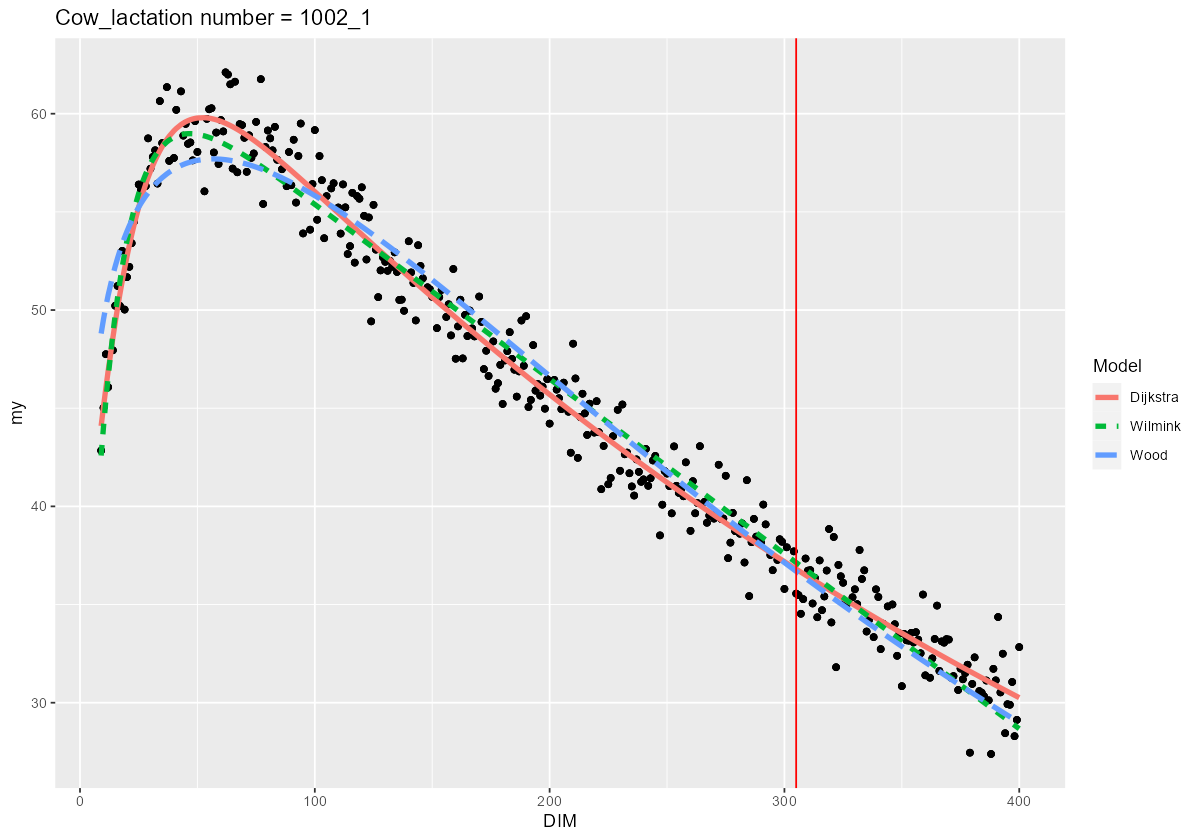 Cow_lactation number = 1002_1
60
50
40
30
my
0 100 200 300 400
DIM
Model
Dijkstra
Wilmink
Wood